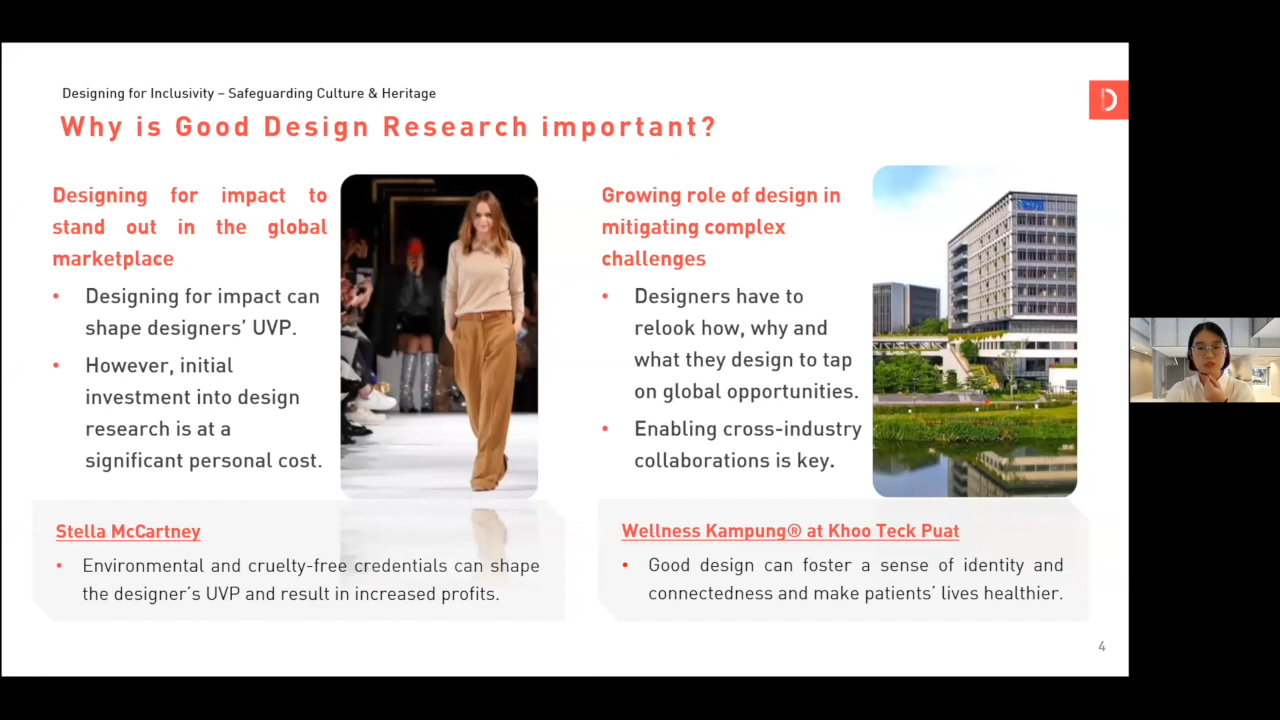 Designing for Inclusivity – Safeguarding Culture & Heritage
Why is Good Design Research important?
Designing for impact to
stand out in the global
marketplace
• Designing for impact can
shape designers’ UVP.
• However, initial
investment into design
research is at a
significant personal cost.
Stella McCartney
• Environmental and cruelty-free credentials can shape
the designer’s UVP and result in increased profits.
Growing role of design in
mitigating complex
challenges
• Designers have to
relook how, why and
what they design to tap
on global opportunities.
• Enabling cross-industry
collaborations is key.
Wellness Kampung® at Khoo Teck Puat
• Good design can foster a sense of identity and
connectedness and make patients’ lives healthier.
4